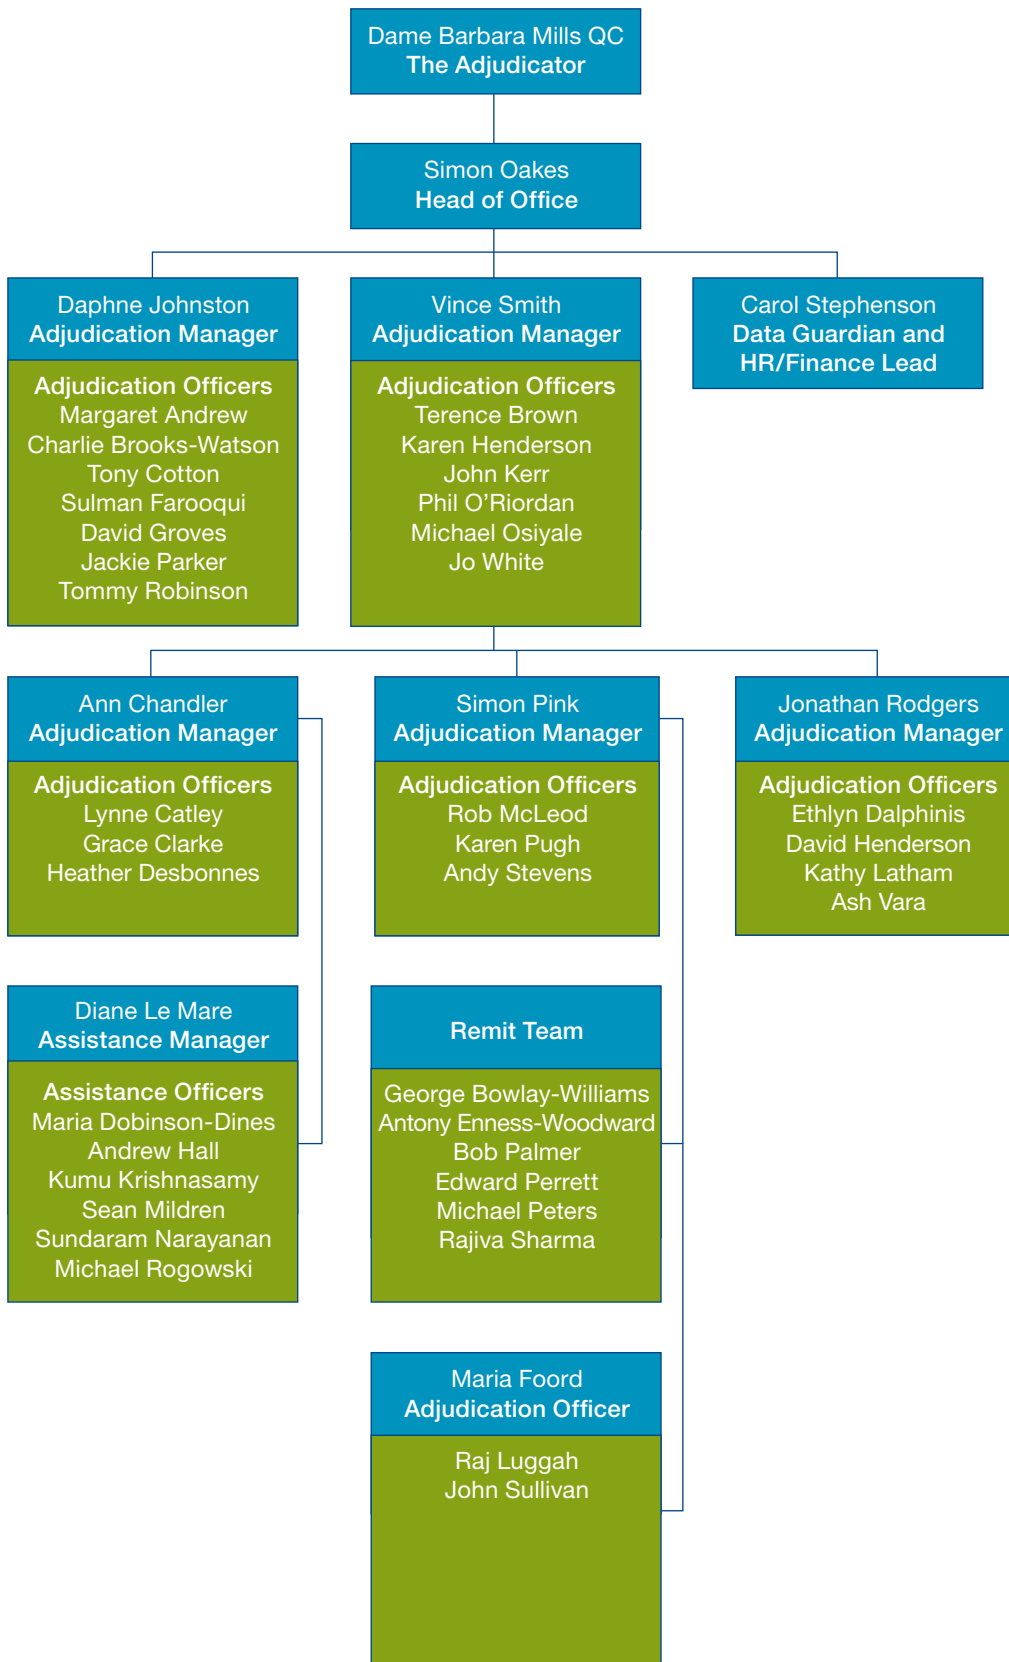 Dame Barbara Mills QC
The Adjudicator
Simon Oakes
Head of Office
Daphne Johnston
Adjudication Manager
Adjudication Officers
Margaret Andrew
Charlie Brooks-Watson
Tony Cotton
Sulman Farooqui
David Groves
Jackie Parker
Tommy Robinson
Vince Smith
Adjudication Manager
Adjudication Officers
Terence Brown
Karen Henderson
John Kerr
Phil O’Riordan
Michael Osiyale
Jo White
Carol Stephenson
Data Guardian and
HR/Finance Lead
Ann Chandler
Adjudication Manager
Adjudication Officers
Lynne Catley
Grace Clarke
Heather Desbonnes
Simon Pink
Adjudication Manager
Adjudication Officers
Rob McLeod
Karen Pugh
Andy Stevens
Jonathan Rodgers
Adjudication Manager
Adjudication Officers
Ethlyn Dalphinis
David Henderson
Kathy Latham
Ash Vara
Diane Le Mare
Assistance Manager
Assistance Officers
Maria Dobinson-Dines
Andrew Hall
Kumu Krishnasamy
Sean Mildren
Sundaram Narayanan
Michael Rogowski
Remit Team
George Bowlay-Williams
Antony Enness-Woodward
Bob Palmer
Edward Perrett
Michael Peters
Rajiva Sharma
Maria Foord
Adjudication Officer
Raj Luggah
John Sullivan